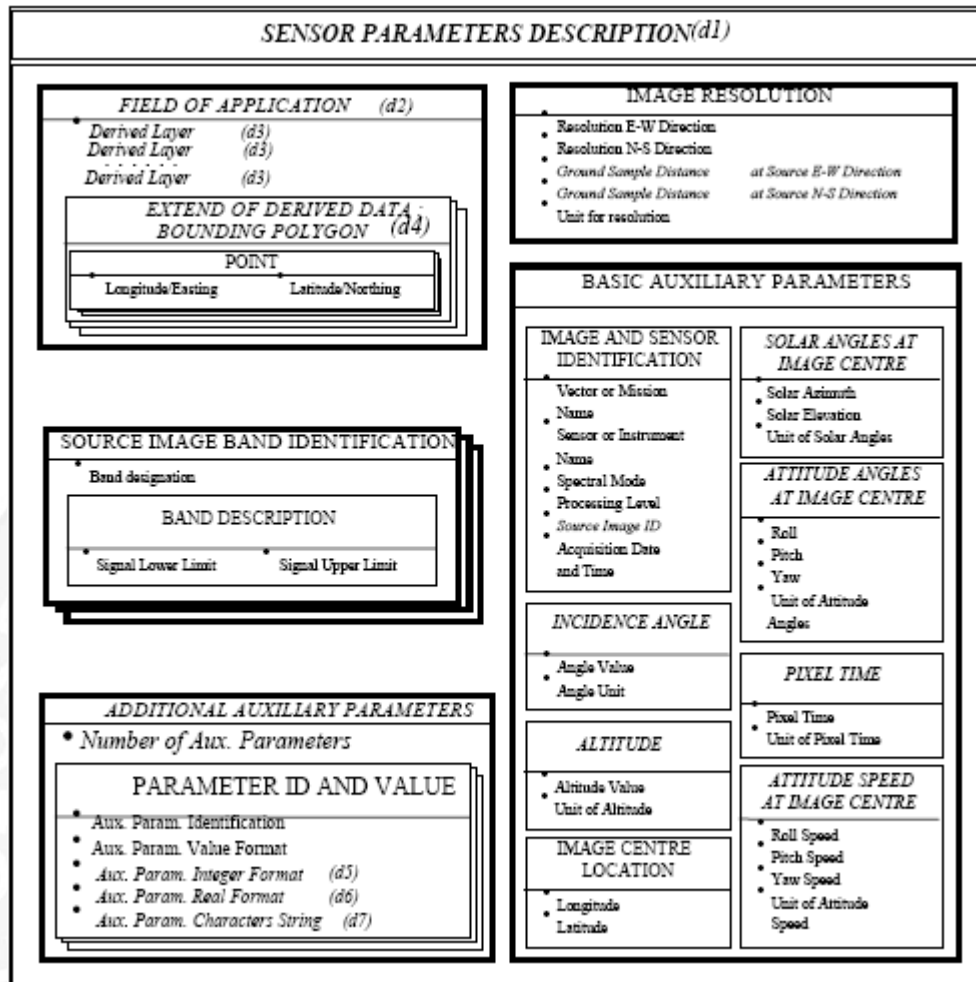 SENSOR PARAMETERS DESCRIPTION(d1)
FIELD OF APPLICATION (d2)
Derived Layer (d3)
Derived Layer (d3)
. . . . . .
Derived Layer (d3)
EXTEND OF DERIVED DATA :
BOUNDING POLYGON (d4)
POINT
Longitude/Easting Latitude/Northing
SOURCE IMAGE BAND IDENTIFICATION
Band designation
BAND DESCRIPTION
Signal Lower Limit Signal Upper Limit
ADDITIONAL AUXILIARY PARAMETERS
Number of Aux. Parameters
PARAMETER ID AND VALUE
Aux. Param. Identification
Aux. Param. Value Format
Aux. Param. Integer Format (d5)
Aux. Param. Real Format (d6)
Aux. Param. Characters String (d7)
IMAGE RESOLUTION
Resolution E-W Direction
Resolution N-S Direction
Ground Sample Distance at Source E-W Direction
Ground Sample Distance at Source N-S Direction
Unit for resolution
BASIC AUXILIARY PARAMETERS
IMAGE AND SENSOR
IDENTIFICATION
Vector or Mission
Name
Sensor or Instrument
Name
Spectral Mode
Processing Level
Source Image ID
Acquisition Date
and Time
INCIDENCE ANGLE
Angle Value
Angle Unit
ALTITUDE
Altitude Value
Unit of Altitude
IMAGE CENTRE
LOCATION
Longitude
Latitude
SOLAR ANGLES AT
IMAGE CENTRE
Solar Azimuth
Solar Elevation
Unit of Solar Angles
ATTITUDE ANGLES
AT IMAGE CENTRE
Roll
Pitch
Yaw
Unit of Attitude
Angles
PIXEL TIME
Pixel Time
Unit of Pixel Time
ATTITUDE SPEED
AT IMAGE CENTRE
Roll Speed
Pitch Speed
Yaw Speed
Unit of Attitude
Speed